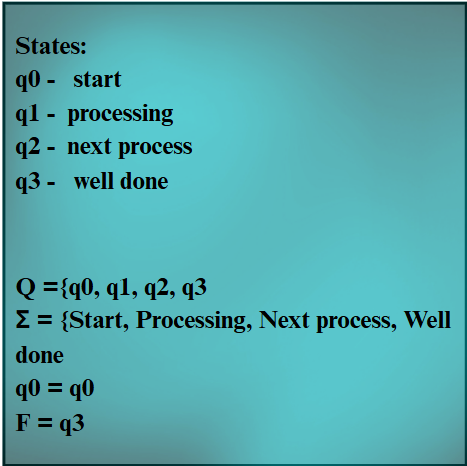 States:
q0 - start
q1 - processing
q2 - next process
q3 - well done
Q ={q0, q1, q2, q3
Σ = {Start, Processing, Next process, Well
done
q0 = q0
F = q3